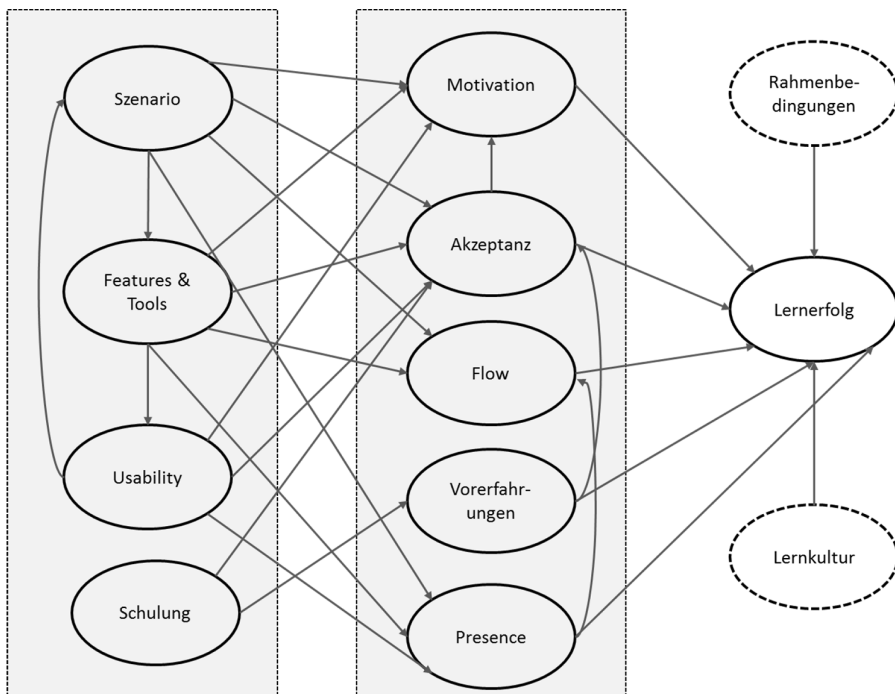 Szenario
Features &
Tools
Usability
Schulung
Motivation
Akzeptanz
Flow
Vorerfahr-
ungen
Presence
Rahmenbe-
dingungen
Lernerfolg
Lernkultur